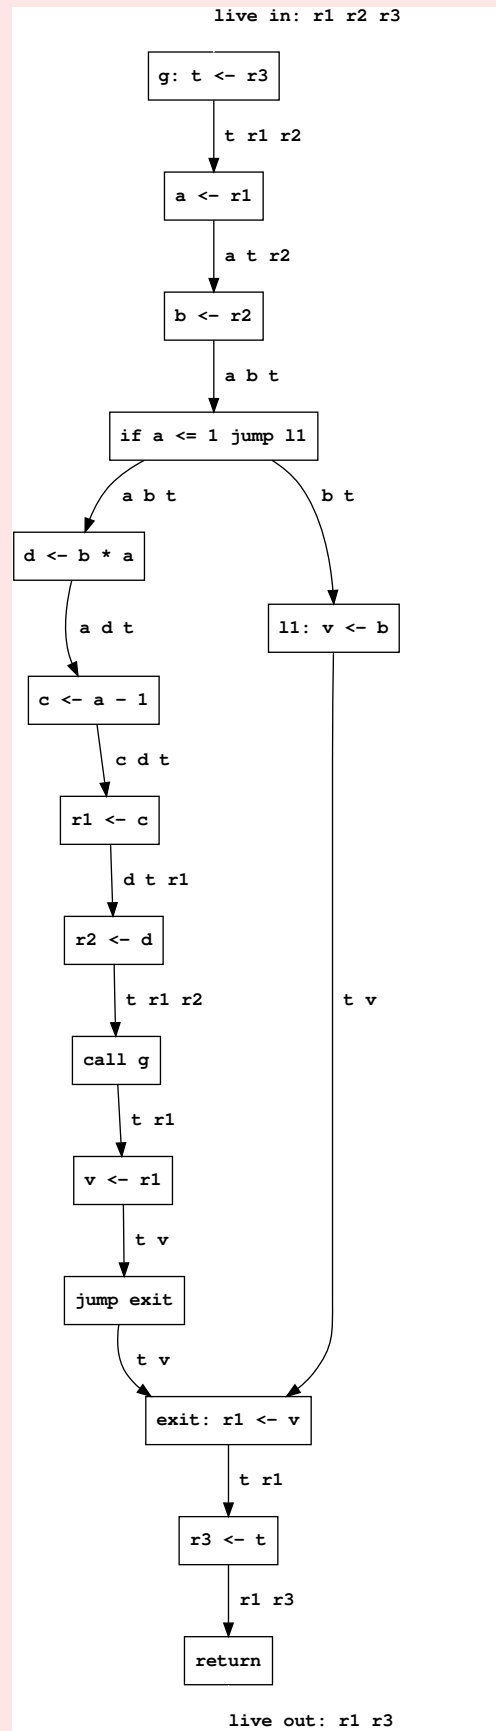 live in: r1 r2 r3
g: t <− r3
t r1 r2
a <− r1
a t r2
b <− r2
a b t
if a <= 1 jump l1
a b t
b t
d <− b * a
a d t
l1: v <− b
c <− a − 1
c d t
r1 <− c
d t r1
r2 <− d
t r1 r2
t v
call g
t r1
v <− r1
t v
jump exit
t v
exit: r1 <− v
t r1
r3 <− t
r1 r3
return
live out: r1 r3